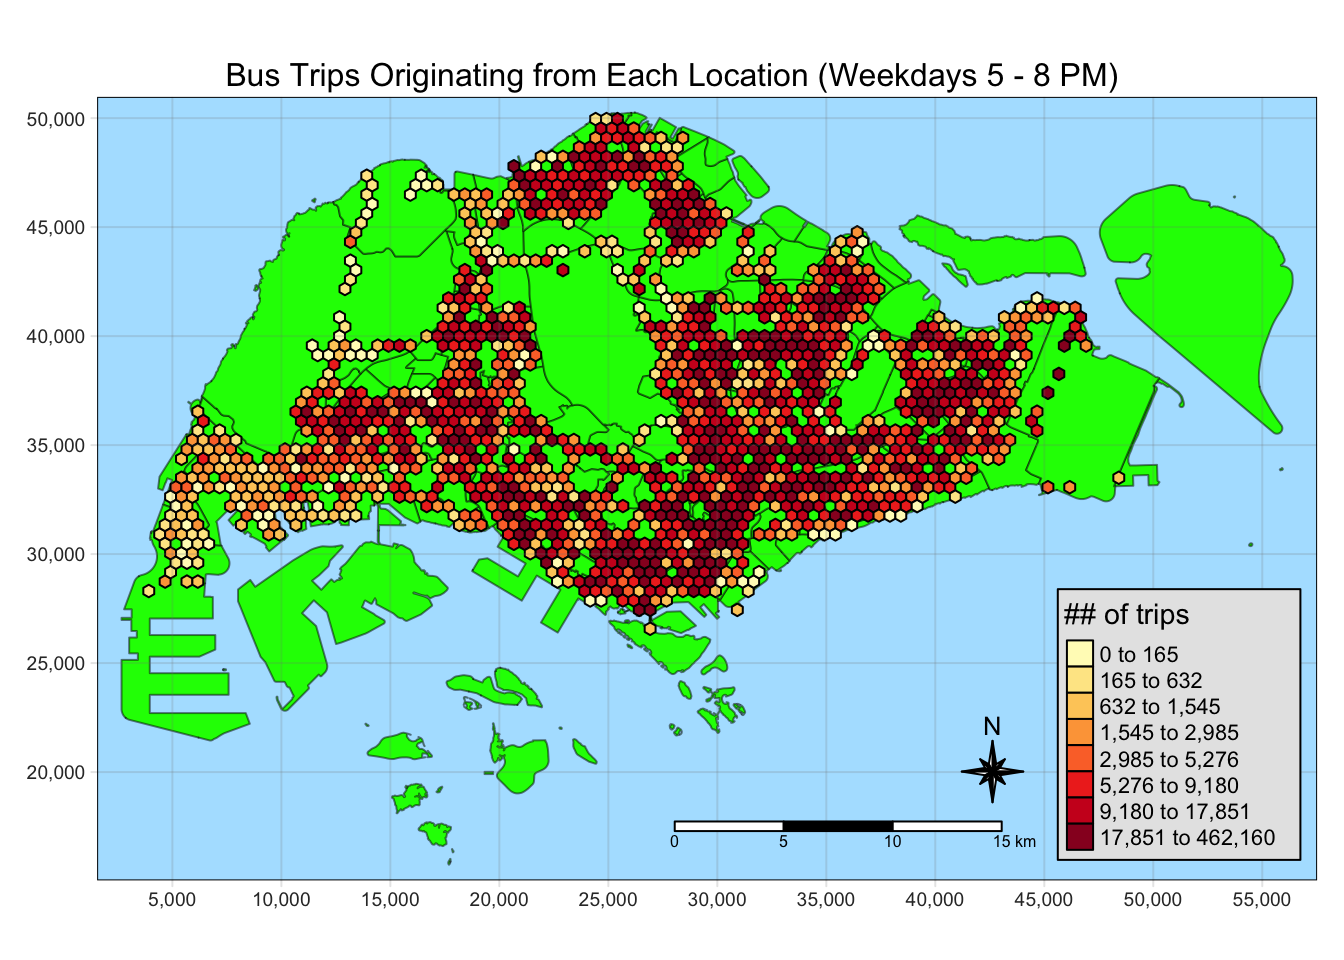 Bus Trips Originating from Each Location (Weekdays 5 - 8 PM)
50,000
45,000
40,000
35,000
30,000
25,000
20,000
## of trips
0 to 165
165 to 632
632 to 1,545
1,545 to 2,985
2,985 to 5,276
5,276 to 9,180
9,180 to 17,851
17,851 to 462,160
N
0 5 10 15 km
5,000 10,000 15,000 20,000 25,000 30,000 35,000 40,000 45,000 50,000 55,000